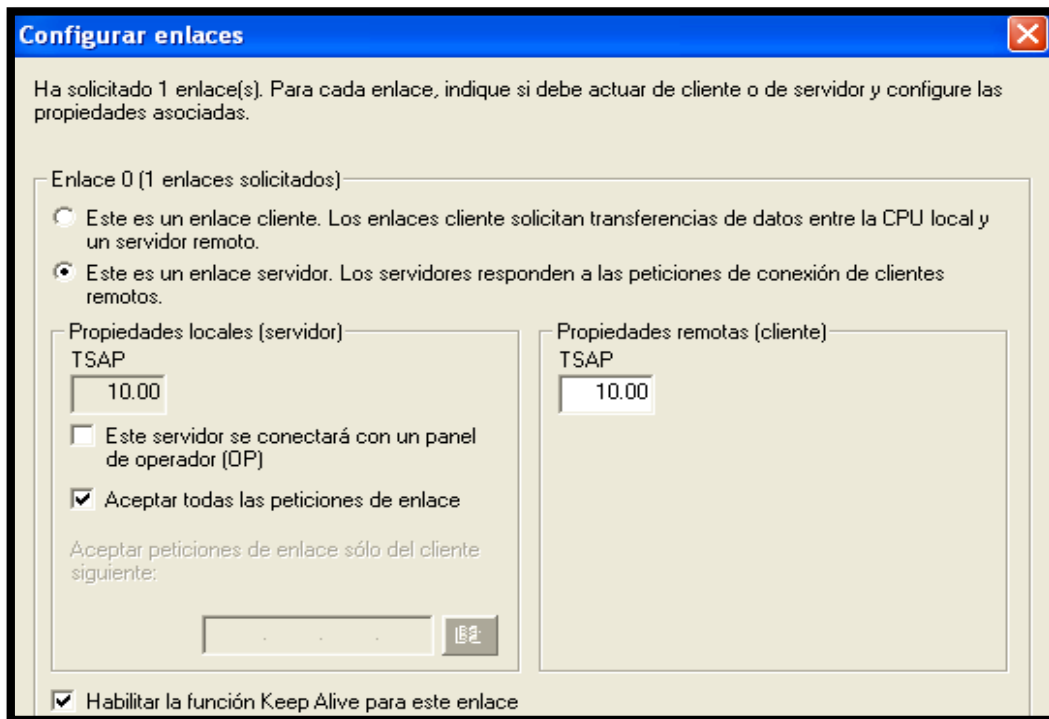 Configurar enlaces
Ha solicitado 1 enlace(s). Para cada enlace, indique si debe actuar de cliente o de servidor y configure las
propiedades asociadas.
Enlace 0 (1 enlaces solicitados)
Este es un enlace cliente. Los enlaces cliente solicitan transferencias de datos entre la CPU local y
un servidor remoto.
Este es un enlace servidor. Los servidores responden a las peticiones de conexión de clientes
remotos.
Propiedades locales (servidor)
TSAP
10.00
Este servidor se conectará con un panel
de operador (OP)
Aceptar todas las peticiones de enlace
Aceptar peticiones de enlace sólo del cliente
siguiente:
Propiedades remotas (cliente)
TSAP
10.00
Habilitar la función Keep Alive para este enlace